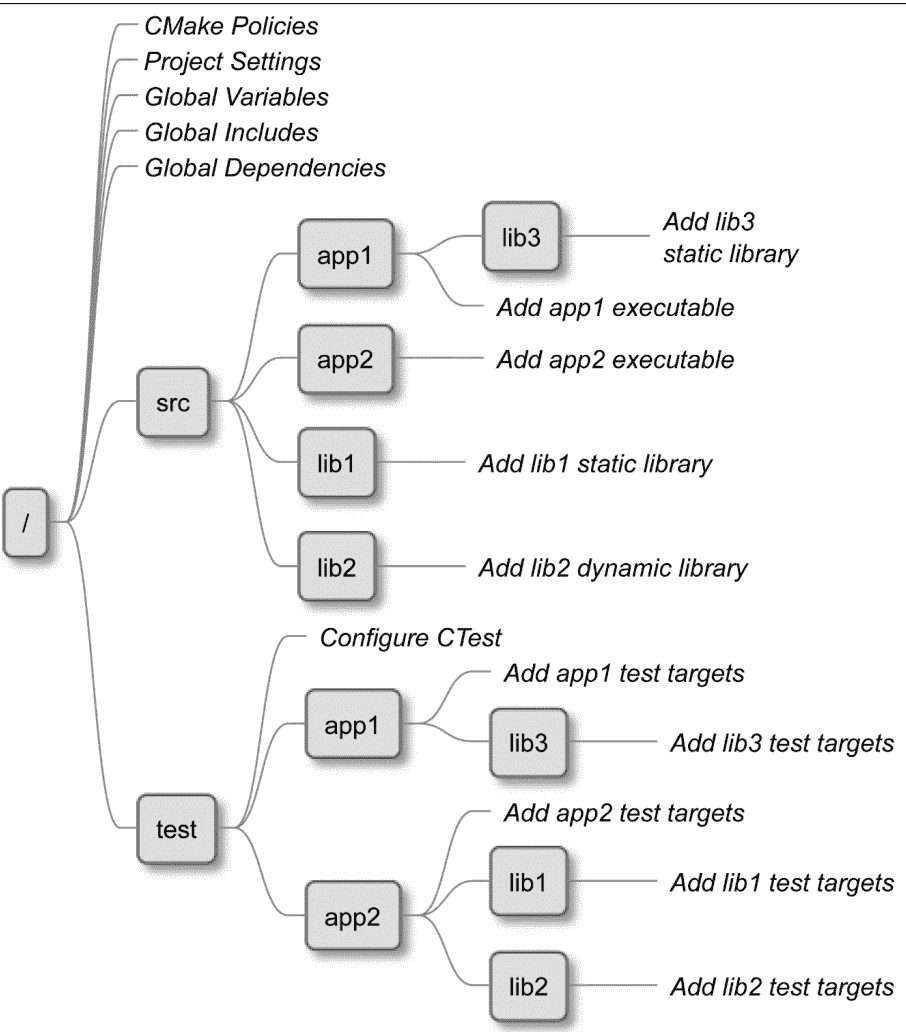 CMake Policies
Project Settings
Global Variables
Global Includes
Global Dependencies
/
src
app1
lib3
Add lib3
static library
Add app1 executable
app2
Add app2 executable
lib1
Add lib1 static library
lib2
Add lib2 dynamic library
test
Configure CTest
app1
Add app1 test targets
lib3
Add lib3 test targets
app2
Add app2 test targets
lib1
Add lib1 test targets
lib2
Add lib2 test targets